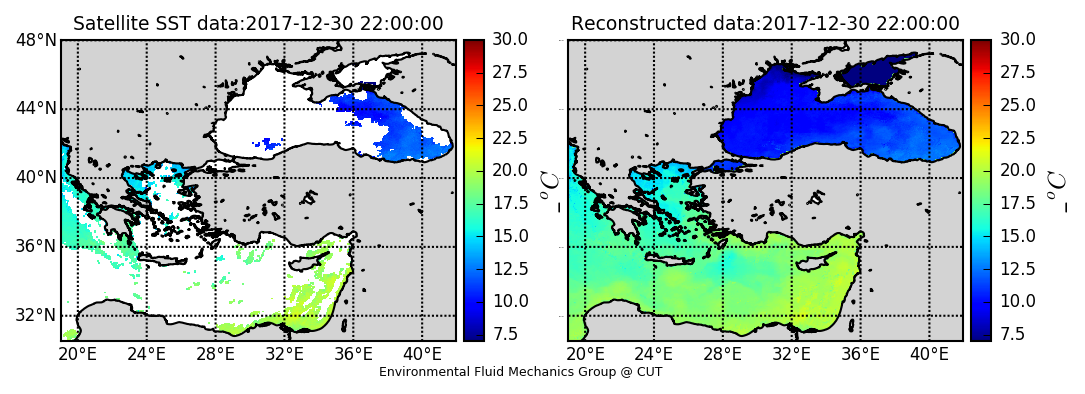 Satellite SST data:2017-12-30 22:00:00
48°N
44°N
40°N
36°N
32°N
20°E 24°E 28°E 32°E 36°E 40°E
30.0
27.5
25.0
22.5
20.0
17.5
15.0
12.5
10.0
7.5
_ °C
Reconstructed data:2017-12-30 22:00:00
20°E 24°E 28°E 32°E 36°E 40°E
30.0
27.5
25.0
22.5
20.0
17.5
15.0
12.5
10.0
7.5
_ °C
Environmental Fluid Mechanics Group @ CUT